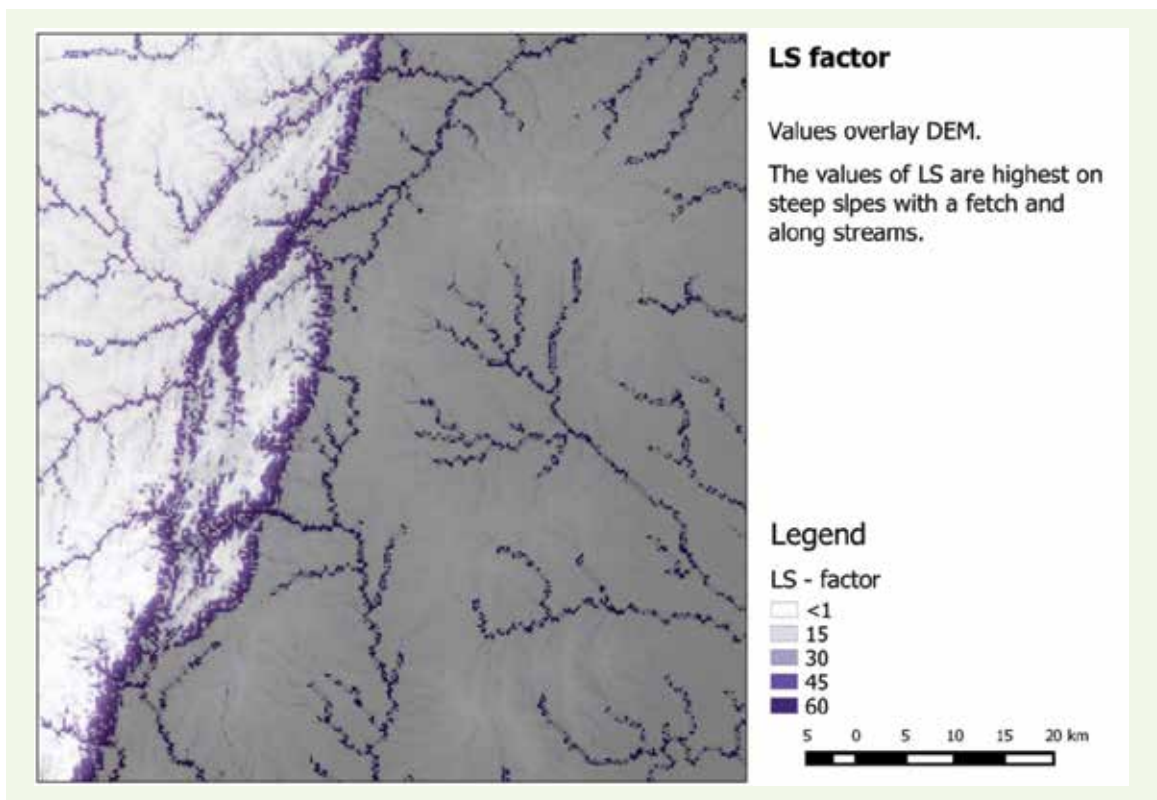 LS factor
Values overlay DEM.
The values of LS are highest on
steep slpes with a fetch and
along streams.
Legend
LS - factor
<1
15
30
45
60
5 0 5 10 15 20 km